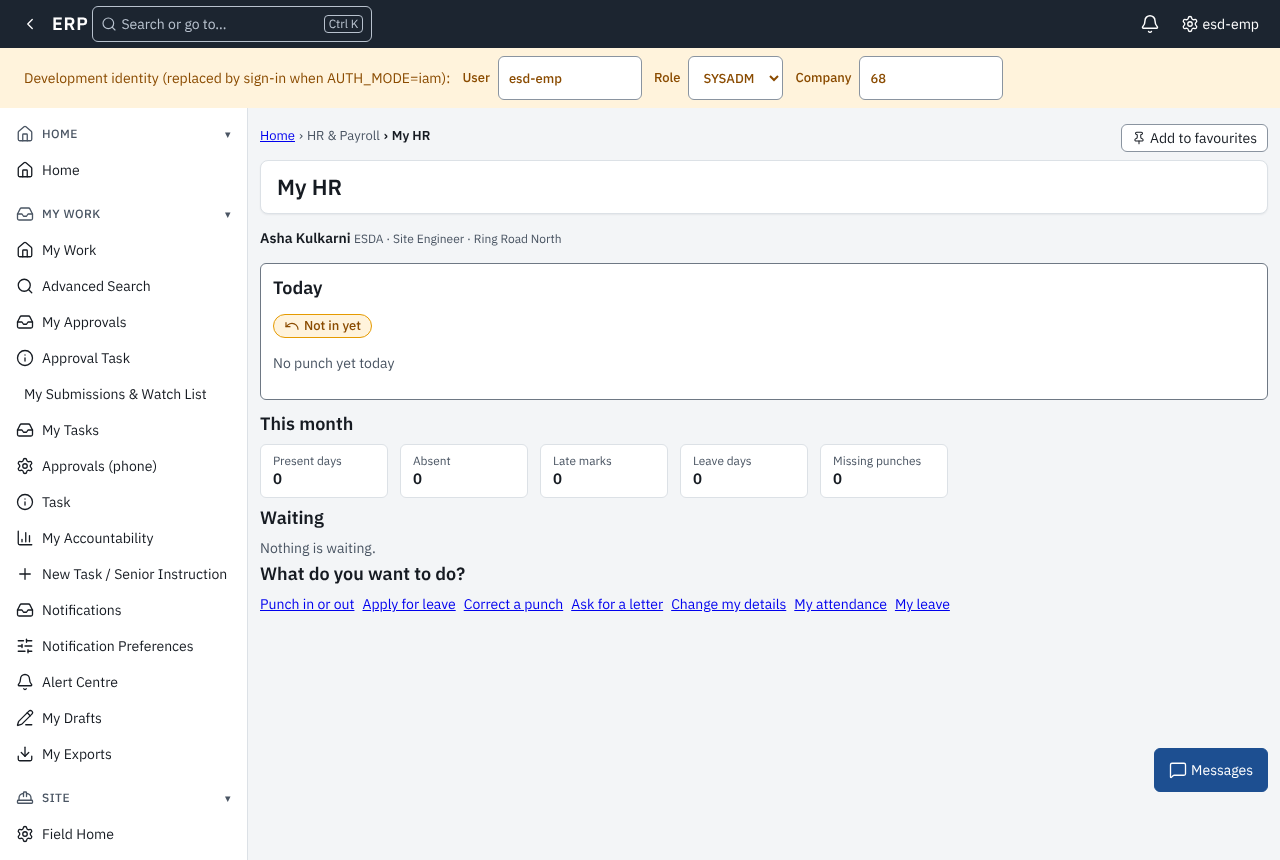 ERP
Search or go to...
Ctrl K
esd-emp
Development identity (replaced by sign-in when AUTH_MODE=iam):
User
esd-emp
Role
SYSADM
Company
68
HOME
Home
MY WORK
My Work
Advanced Search
My Approvals
Approval Task
My Submissions & Watch List
My Tasks
Approvals (phone)
Task
My Accountability
New Task / Senior Instruction
Notifications
Notification Preferences
Alert Centre
My Drafts
My Exports
SITE
Field Home
Home › HR & Payroll › My HR
Add to favourites
My HR
Asha Kulkarni ESDA · Site Engineer · Ring Road North
Today
Not in yet
No punch yet today
This month
Present days
0
Absent
0
Late marks
0
Leave days
0
Missing punches
0
Waiting
Nothing is waiting.
What do you want to do?
Punch in or out Apply for leave Correct a punch Ask for a letter Change my details My attendance My leave
Messages